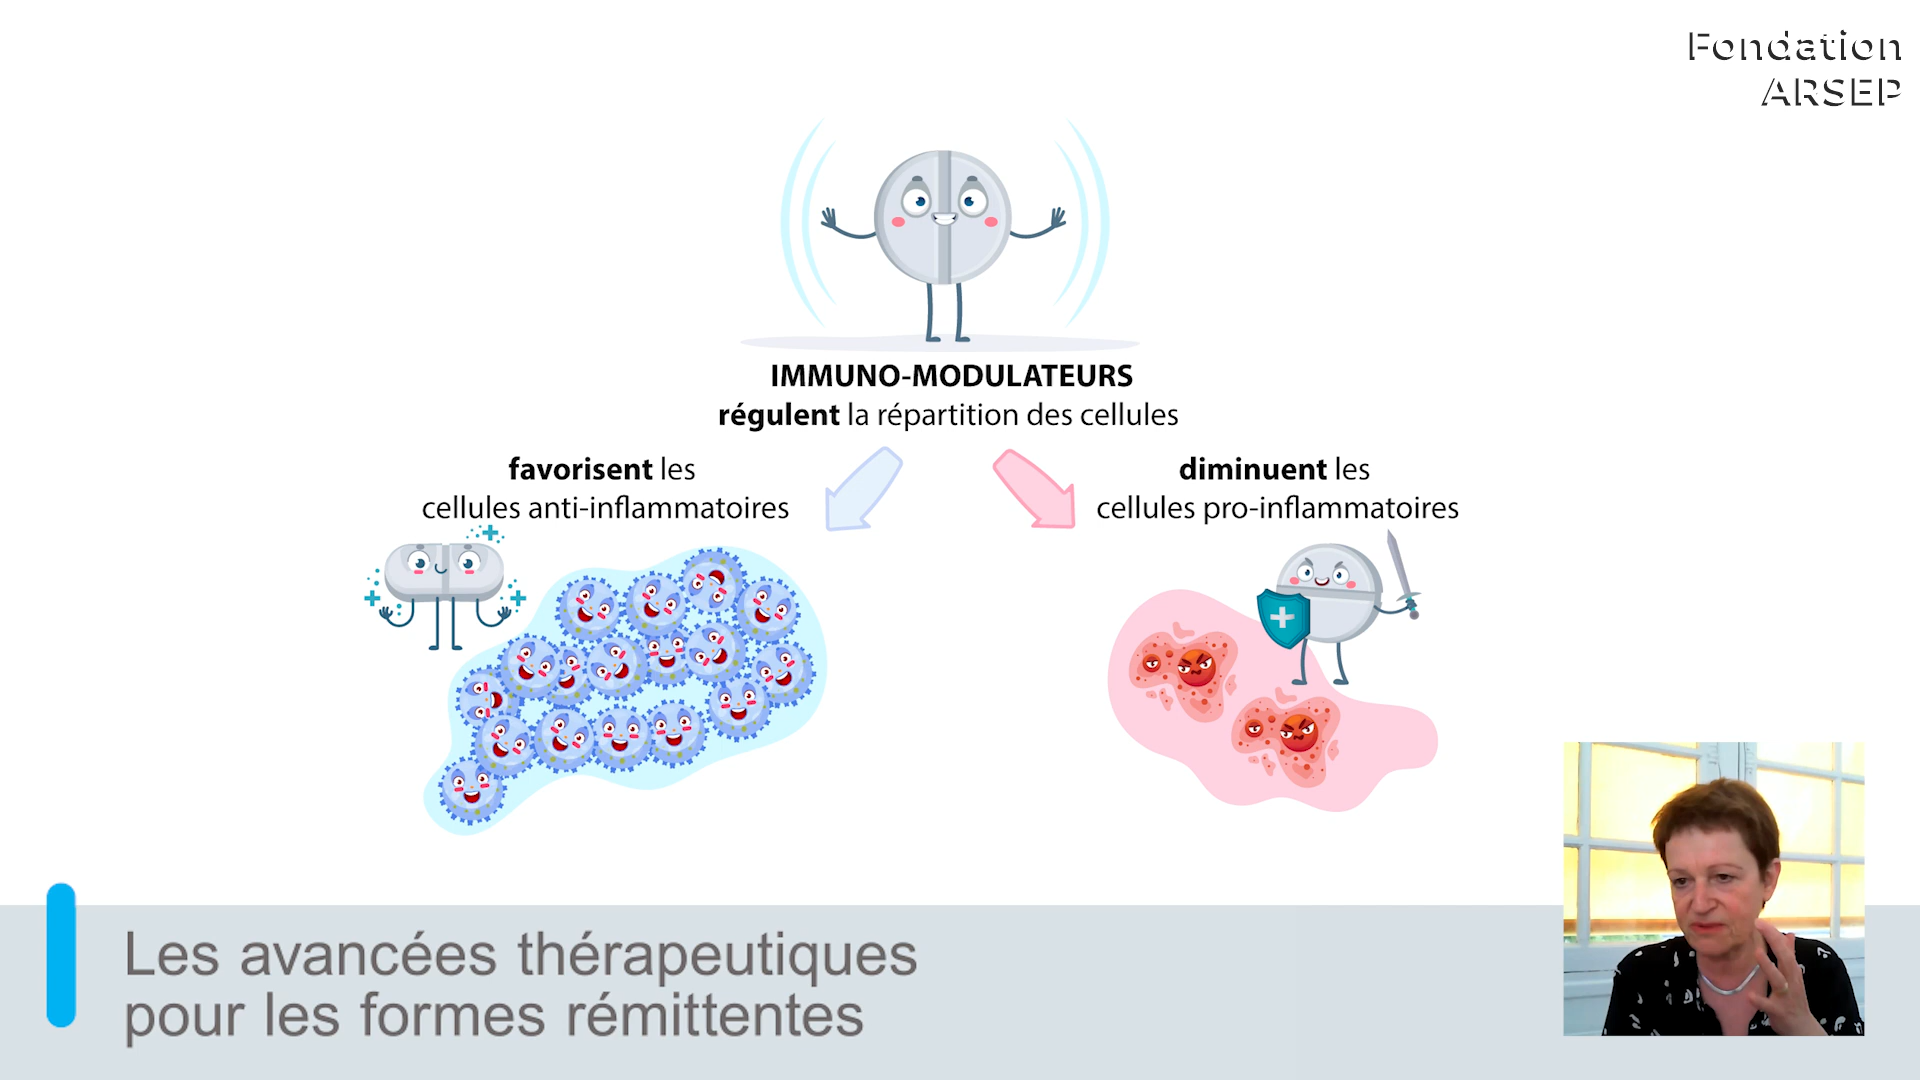 Fondation
ARSEP
IMMUNO-MODULATEURS
régulent la répartition des cellules
favorisent les
cellules anti-inflammatoires
diminuent les
cellules pro-inflammatoires
Les avancées thérapeutiques
pour les formes rémittentes